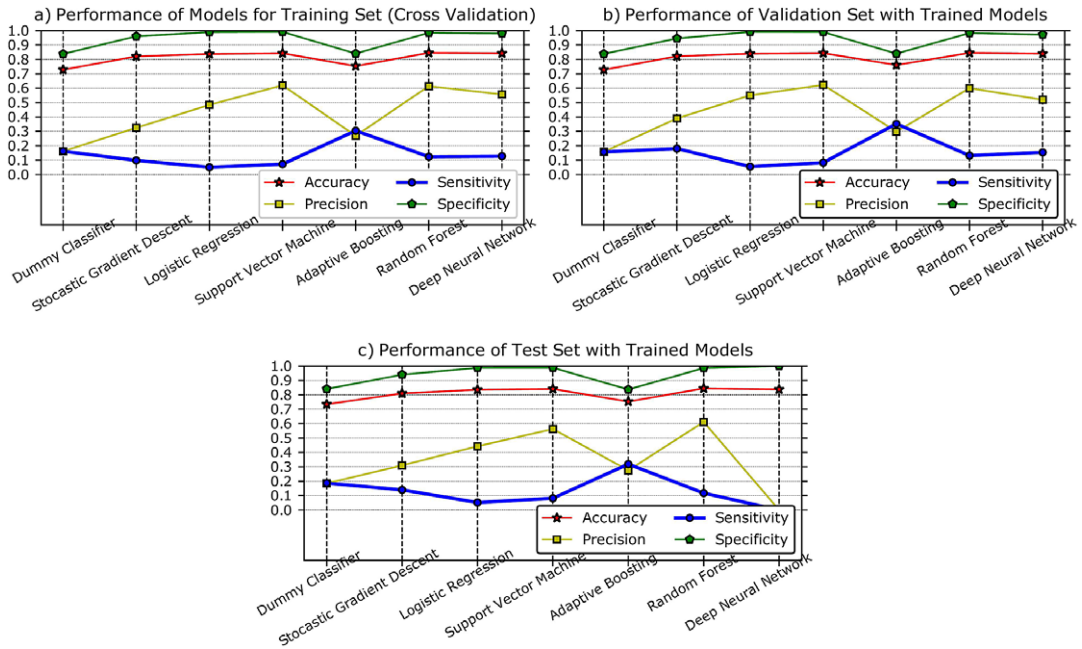 a) Performance of Models for Training Set (Cross Validation)
1.0
0.9
0.8
0.7
0.6
0.5
0.4
0.3
0.2
0.1
0.0
Accuracy
Precision
Sensitivity
Specificity
Dummy Classifier
Stocastic Gradient Descent
Logistic Regression
Support Vector Machine
Adaptive Boosting
Random Forest
Deep Neural Network
b) Performance of Validation Set with Trained Models
1.0
0.9
0.8
0.7
0.6
0.5
0.4
0.3
0.2
0.1
0.0
Accuracy
Precision
Sensitivity
Specificity
Dummy Classifier
Stocastic Gradient Descent
Logistic Regression
Support Vector Machine
Adaptive Boosting
Random Forest
Deep Neural Network
c) Performance of Test Set with Trained Models
1.0
0.9
0.8
0.7
0.6
0.5
0.4
0.3
0.2
0.1
0.0
Accuracy
Precision
Sensitivity
Specificity
Dummy Classifier
Stocastic Gradient Descent
Logistic Regression
Support Vector Machine
Adaptive Boosting
Random Forest
Deep Neural Network